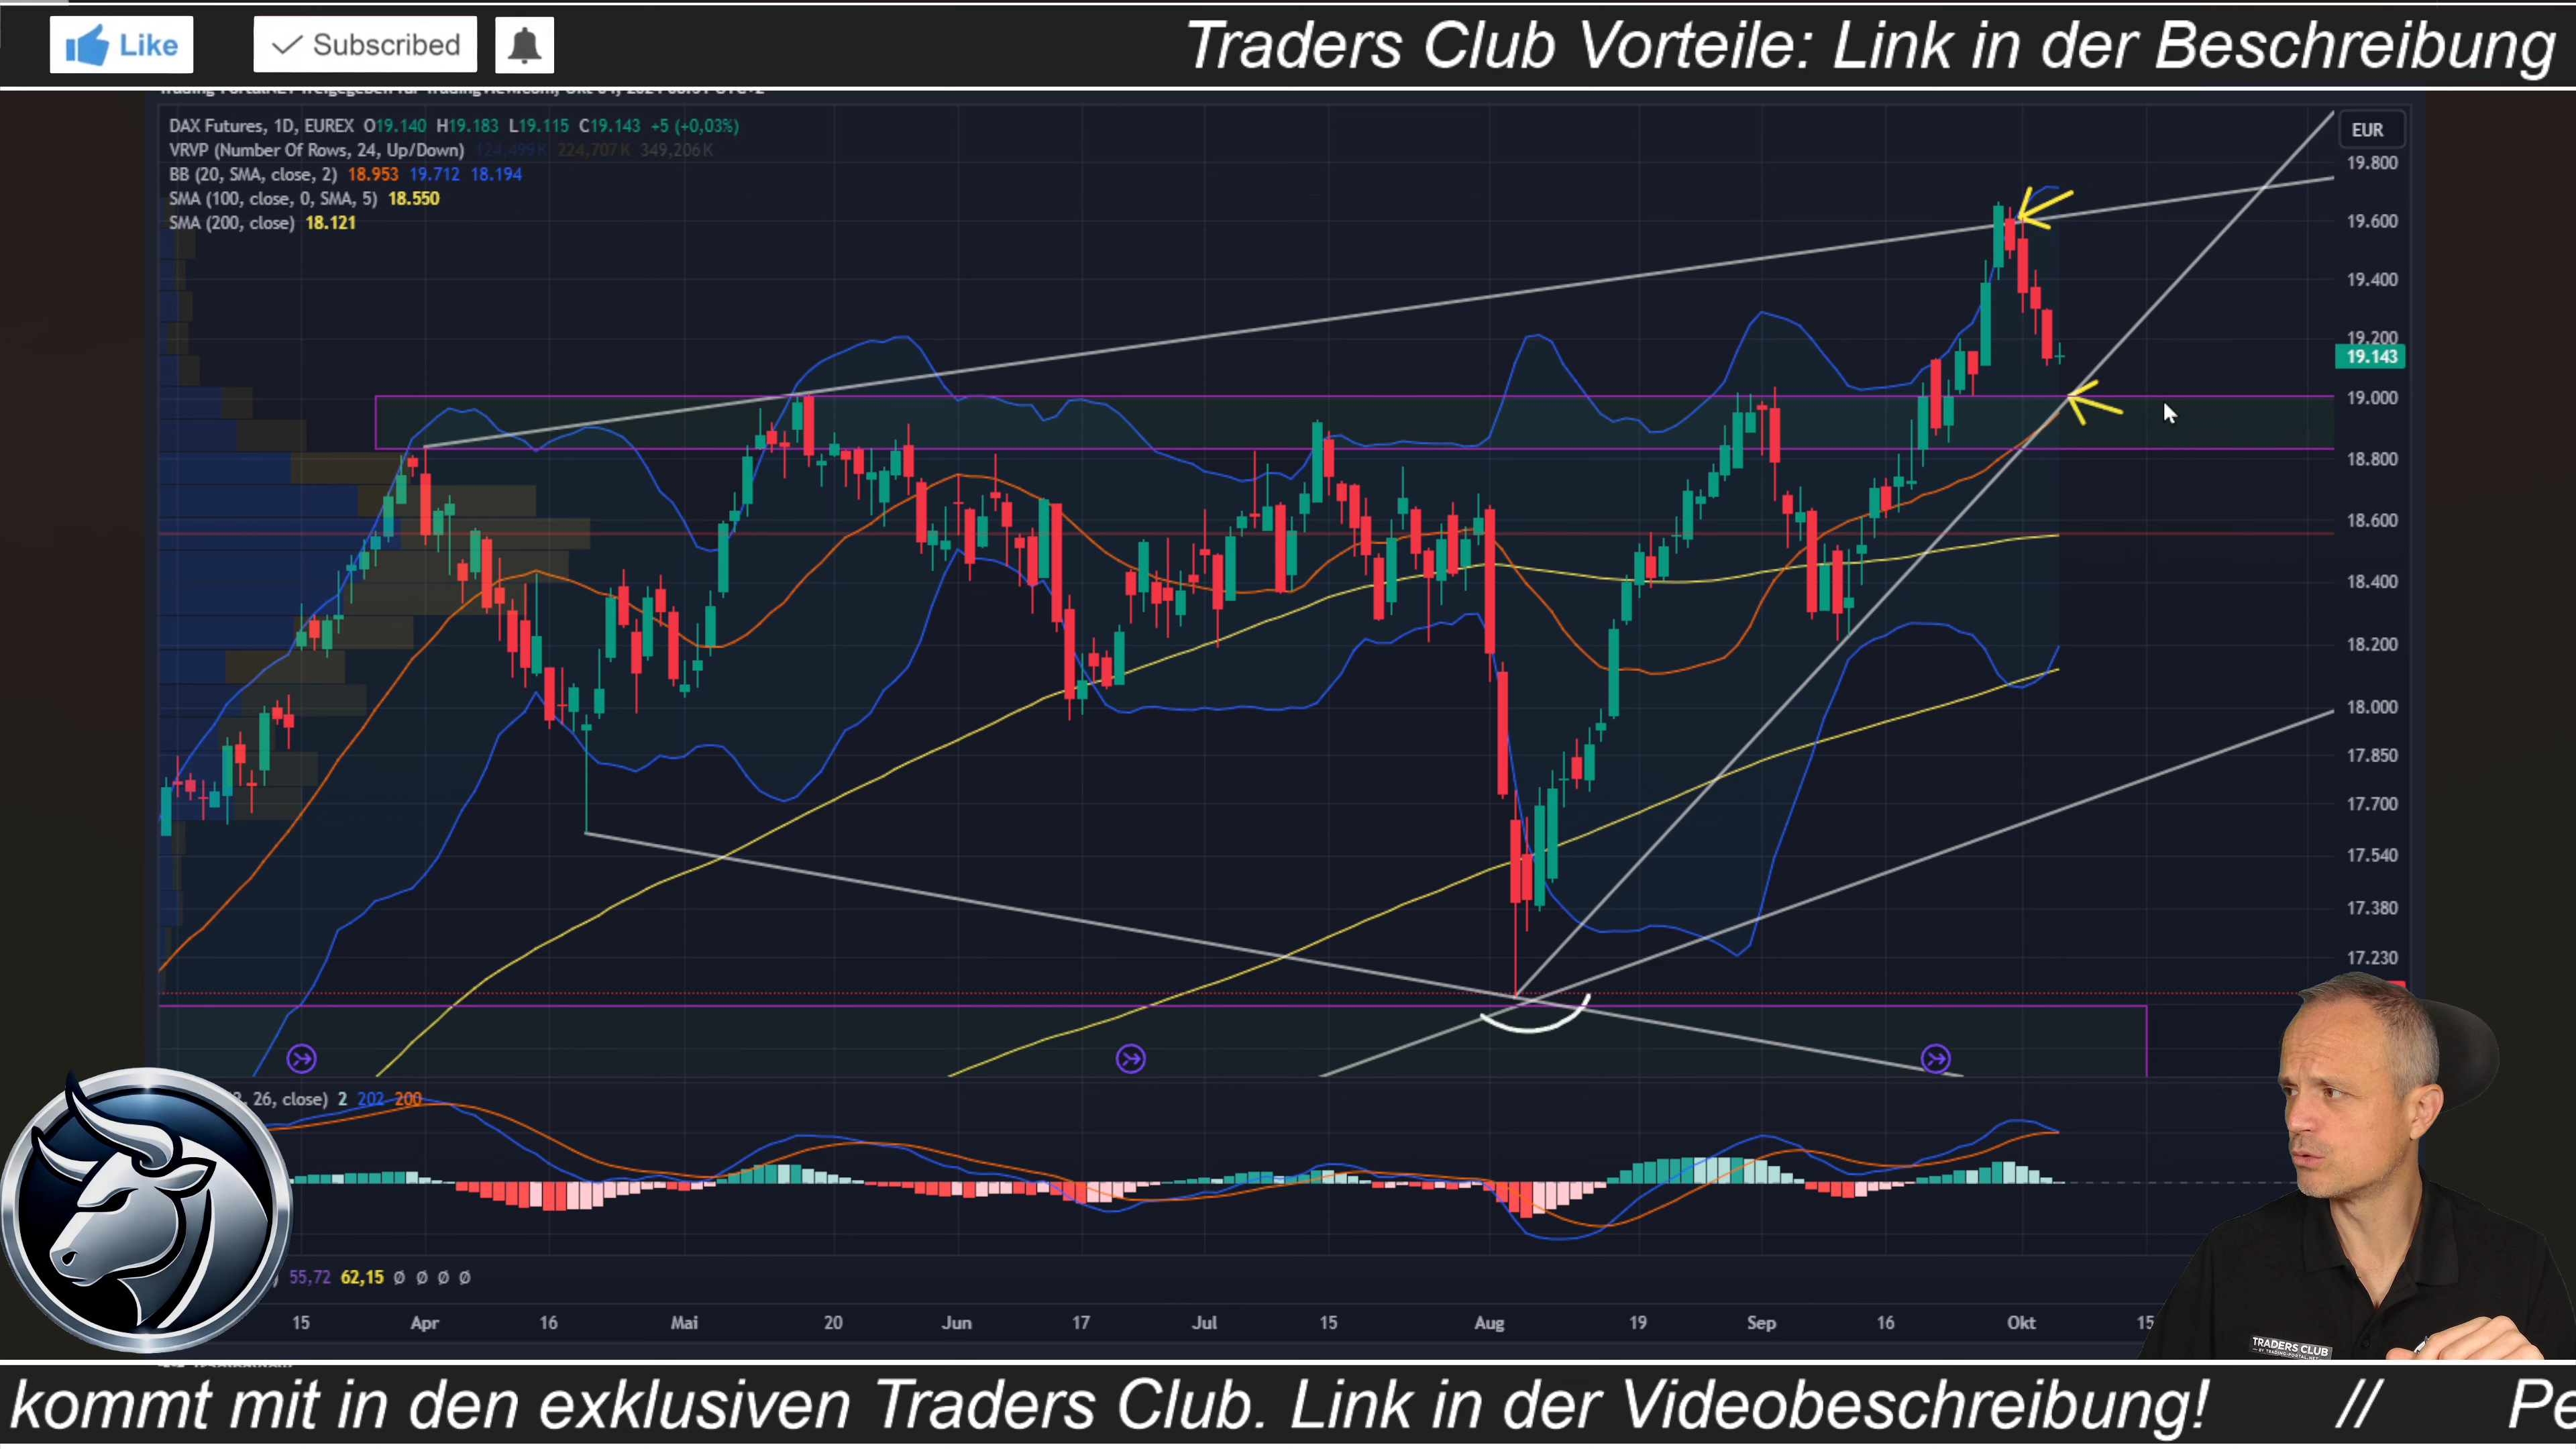 Like
Subscribed
Traders Club Vorteile: Link in der Beschreibung
DAX Futures, 1D, EUREX O19.140 H19.183 L19.115 C19.143 +5 (+0,03%)
VRVP (Number Of Rows, 24, Up/Down) 124,499K 224,707K 349,206K
BB (20, SMA, close, 2) 18.953 19.712 18.194
SMA (100, close, 0, SMA, 5) 18.550
SMA (200, close) 18.121
EUR
19.800
19.600
19.400
19.200
19.143
19.000
18.800
18.600
18.400
18.200
18.000
17.850
17.700
17.540
17.380
17.230
26, close) 2 202 200
55,72 62,15 Ø Ø Ø Ø
15 Apr 16 Mai 20 Jun 17 Jul 15 Aug 19 Sep 16 Okt 15
TRADERS CLUB
kommt mit in den exklusiven Traders Club. Link in der Videobeschreibung! // Pe